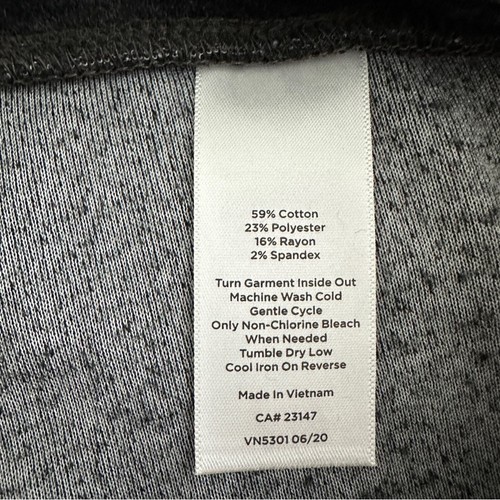 59% Cotton
23% Polyester
16% Rayon
2% Spandex
Turn Garment Inside Out
Machine Wash Cold
Gentle Cycle
Only Non-Chlorine Bleach
When Needed
Tumble Dry Low
Cool Iron On Reverse
Made In Vietnam
CA# 23147
VN5301 06/20